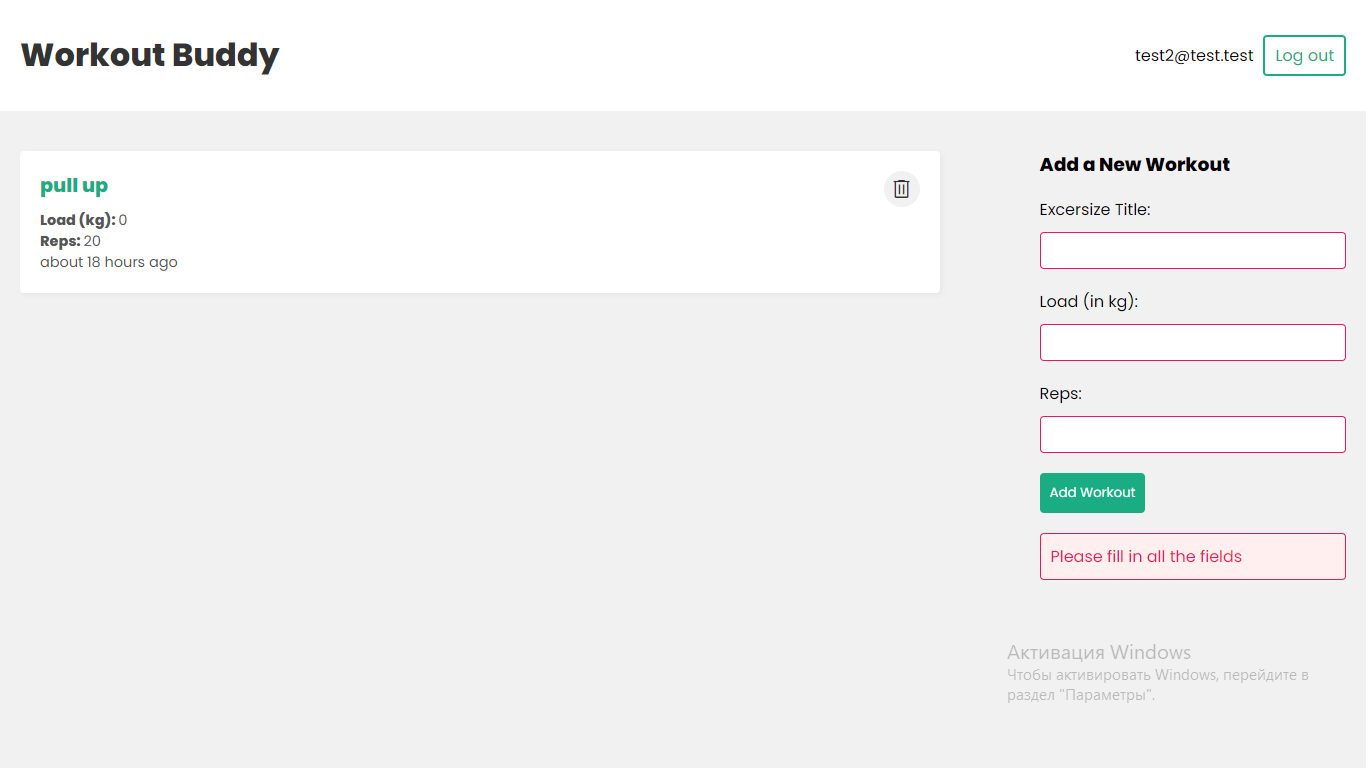 Workout Buddy
test2@test.test
Log out
pull up
Load (kg): 0
Reps: 20
about 18 hours ago
Add a New Workout
Excersize Title:
Load (in kg):
Reps:
Add Workout
Please fill in all the fields
Активация Windows
Чтобы активировать Windows, перейдите в
раздел "Параметры".